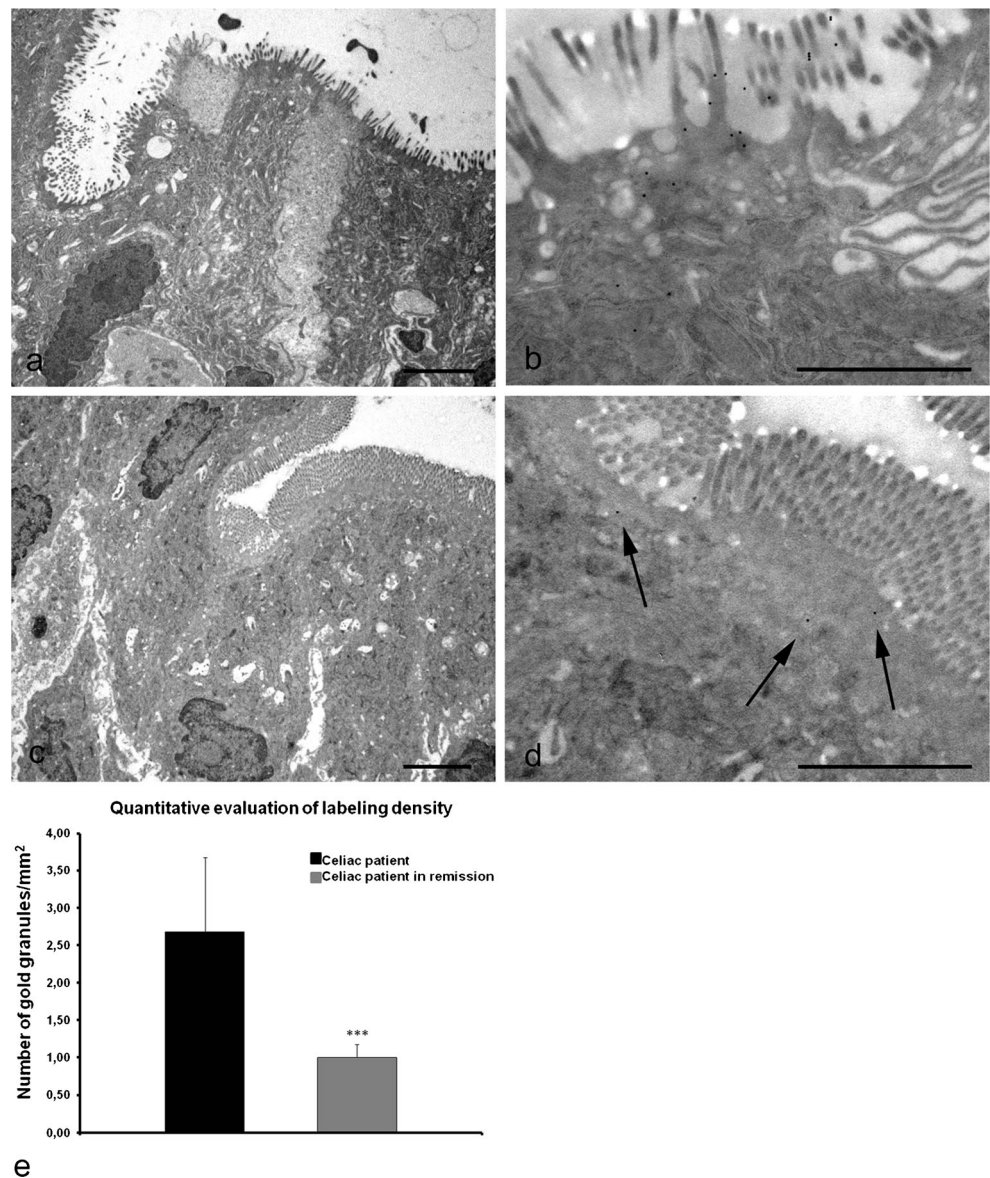 a
b
c
d
Quantitative evaluation of labeling density
Number of gold granules/mm²
4,00
3,50
3,00
2,50
2,00
1,50
1,00
0,50
0,00
Celiac patient
Celiac patient in remission
***
e